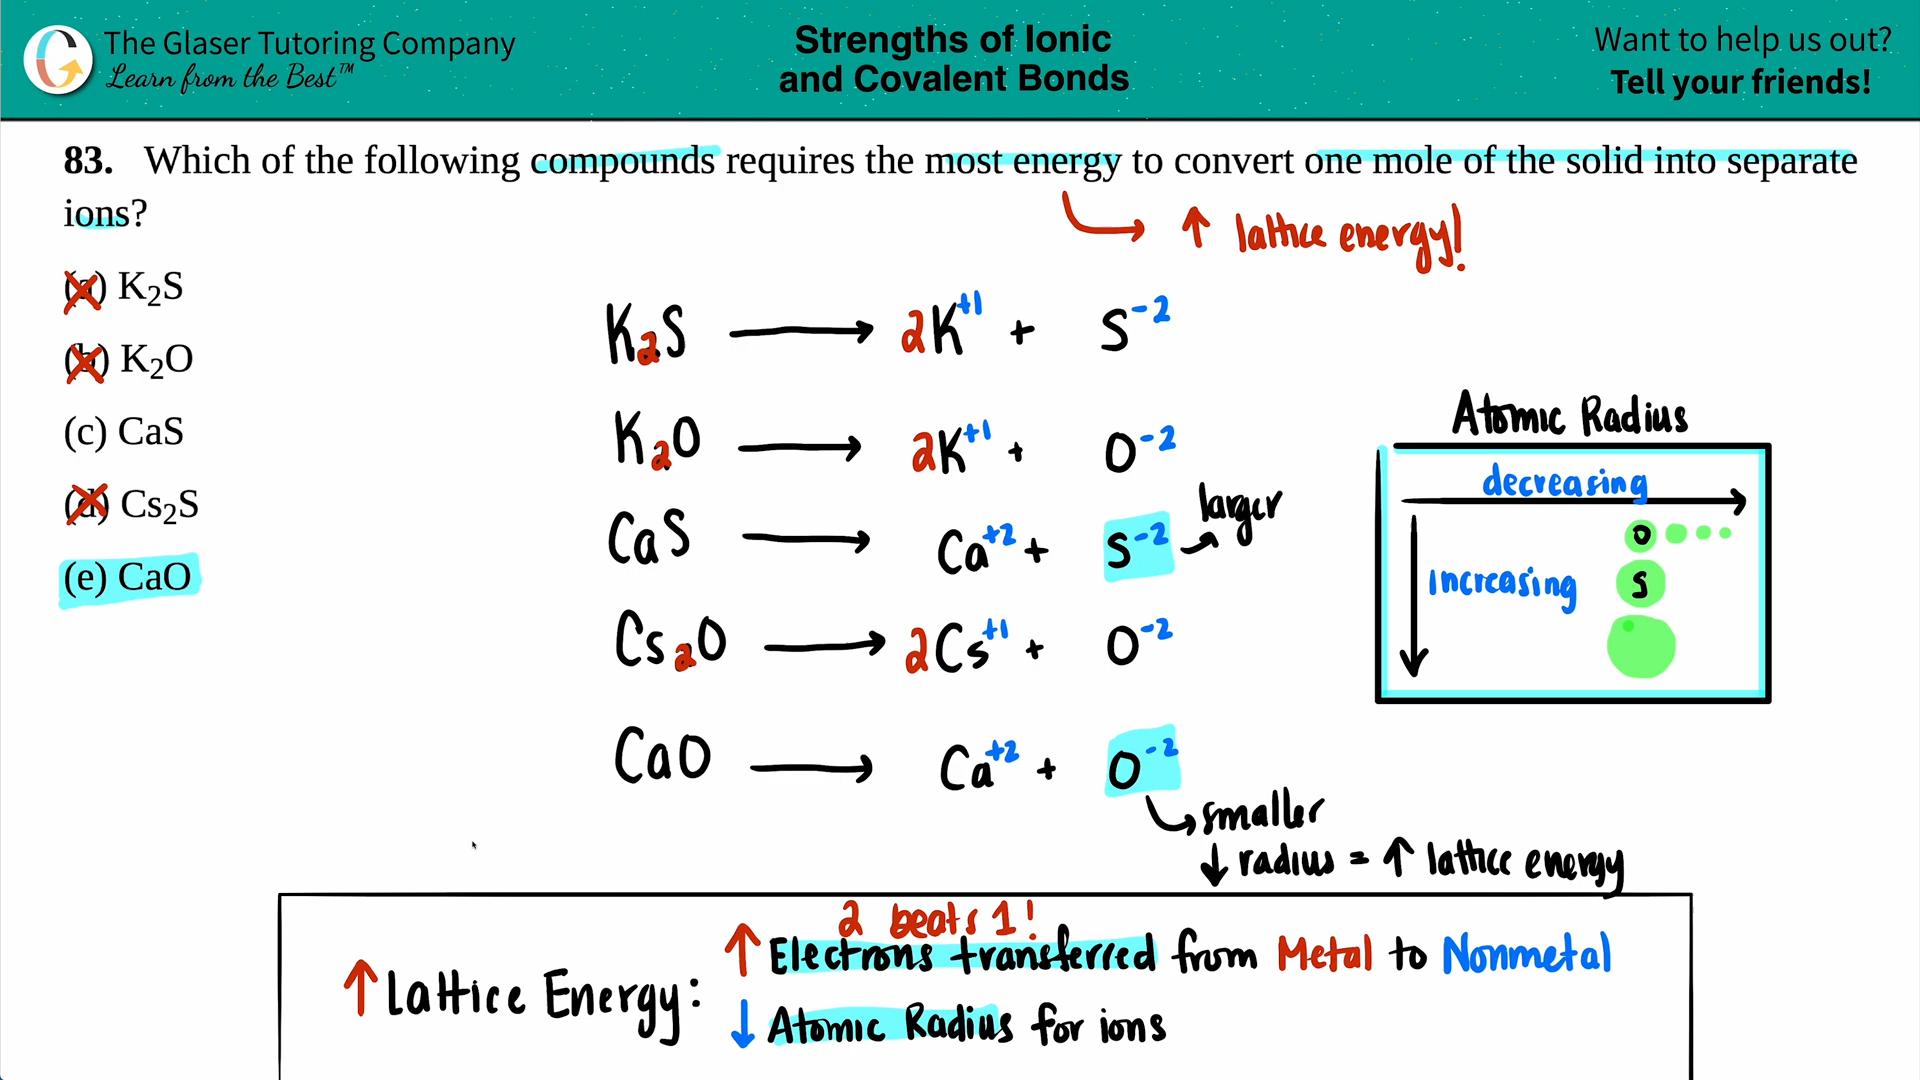 The Glaser Tutoring Company
Learn from the Best™
Strengths of Ionic
and Covalent Bonds
Want to help us out?
Tell your friends!
83. Which of the following compounds requires the most energy to convert one mole of the solid into separate
ions?
↑ lattice energy!
(a) K₂S
(b) K₂O
(c) CaS
(d) Cs₂S
(e) CaO
K₂S → 2K⁺¹ + S⁻²
K₂O → 2K⁺¹ + O⁻²
CaS → Ca⁺² + S⁻² → larger
Cs₂O → 2Cs⁺¹ + O⁻²
CaO → Ca⁺² + O⁻²
smaller
↓ radius = ↑ lattice energy
Atomic Radius
decreasing
O
increasing
S
2 beats 1!
↑ Lattice Energy:
↑ Electrons transferred from Metal to Nonmetal
↓ Atomic Radius for ions